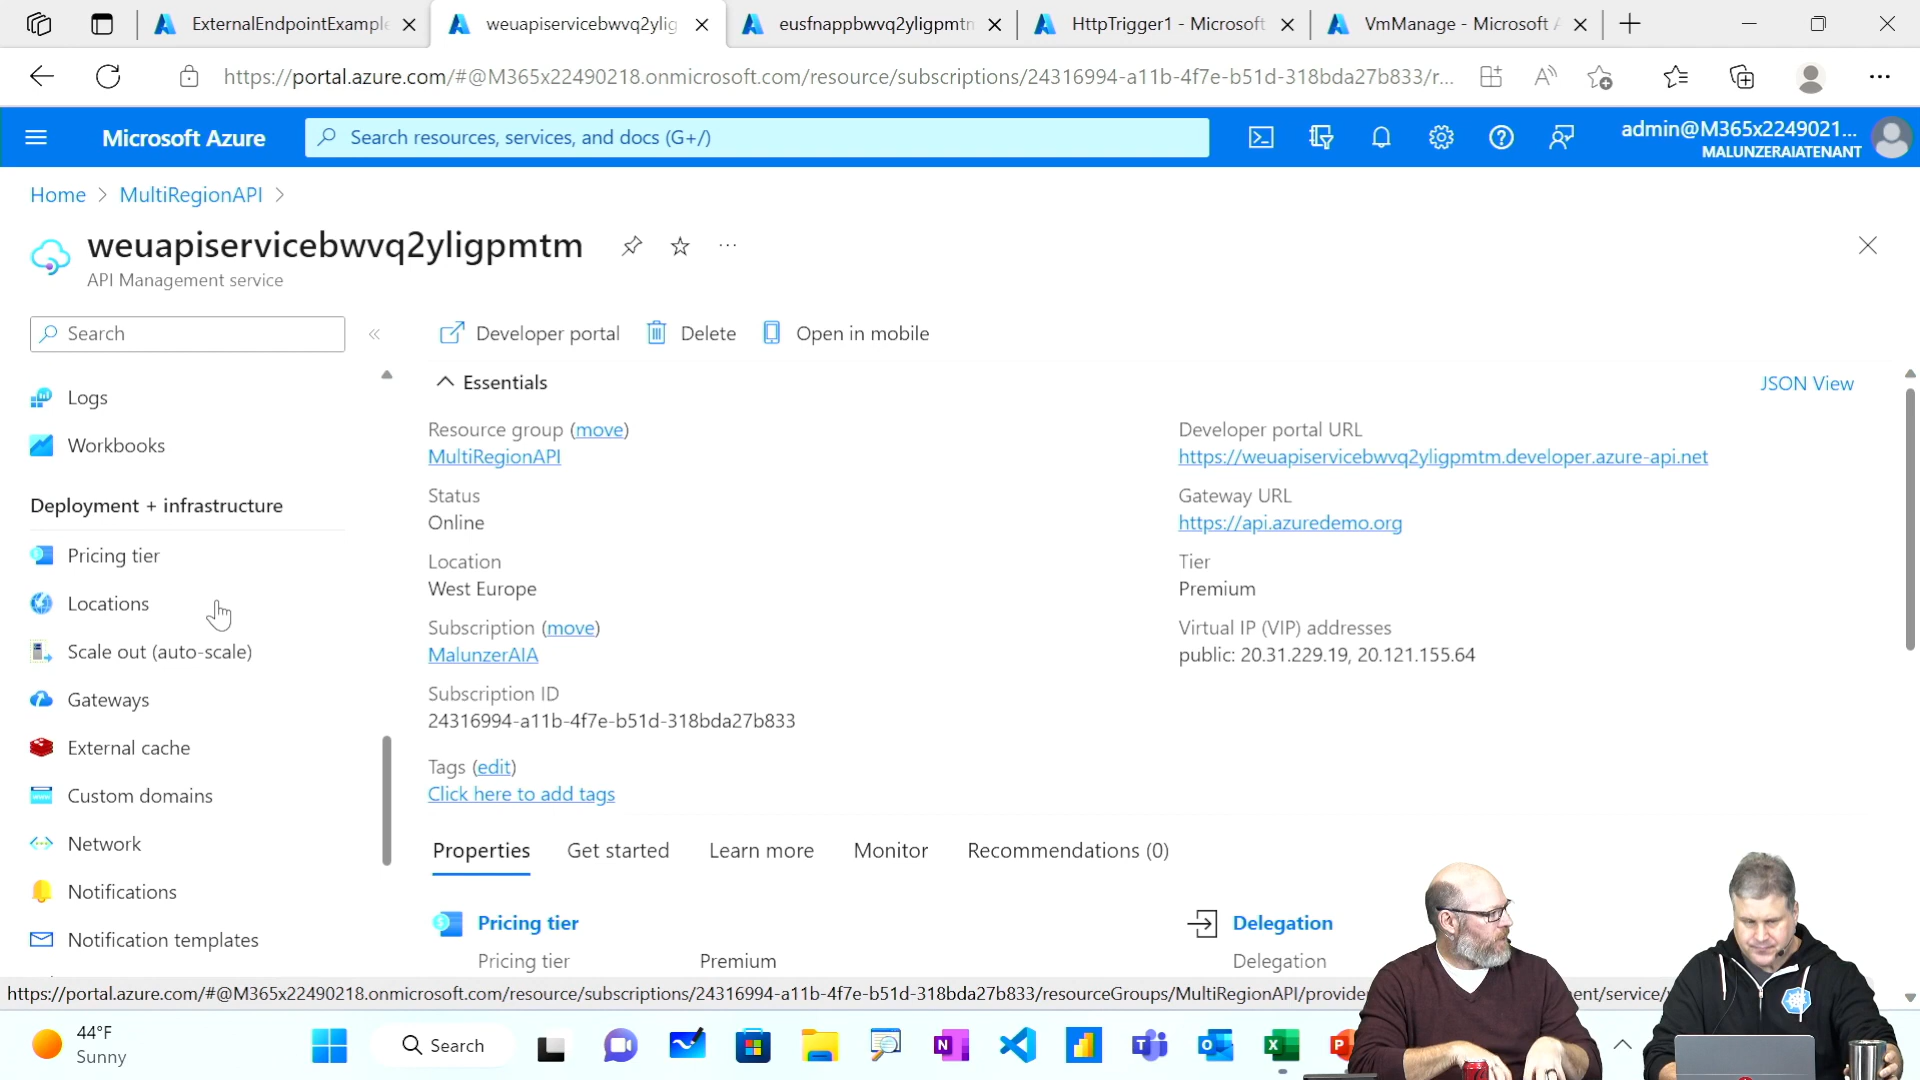 ExternalEndpointExample
weuapiservicebwvq2ylig
eusfnappbwvq2yligpmtm
HttpTrigger1 - Microsoft
VmManage - Microsoft A
https://portal.azure.com/#@M365x22490218.onmicrosoft.com/resource/subscriptions/24316994-a11b-4f7e-b51d-318bda27b833/r...
Microsoft Azure
Search resources, services, and docs (G+/)
admin@M365x2249021...
MALUNZERAIATENANT
Home > MultiRegionAPI >
weuapiservicebwvq2yligpmtm
API Management service
Search
Developer portal
Delete
Open in mobile
Logs
Workbooks
Deployment + infrastructure
Pricing tier
Locations
Scale out (auto-scale)
Gateways
External cache
Custom domains
Network
Notifications
Notification templates
Essentials
JSON View
Resource group (move)
MultiRegionAPI
Status
Online
Location
West Europe
Subscription (move)
MalunzerAIA
Subscription ID
24316994-a11b-4f7e-b51d-318bda27b833
Tags (edit)
Click here to add tags
Developer portal URL
https://weuapiservicebwvq2yligpmtm.developer.azure-api.net
Gateway URL
https://api.azuredemo.org
Tier
Premium
Virtual IP (VIP) addresses
public: 20.31.229.19, 20.121.155.64
Properties
Get started
Learn more
Monitor
Recommendations (0)
Pricing tier
Pricing tier
Premium
Delegation
Delegation
https://portal.azure.com/#@M365x22490218.onmicrosoft.com/resource/subscriptions/24316994-a11b-4f7e-b51d-318bda27b833/resourceGroups/MultiRegionAPI/provide
ent/service/
44°F
Sunny
Search